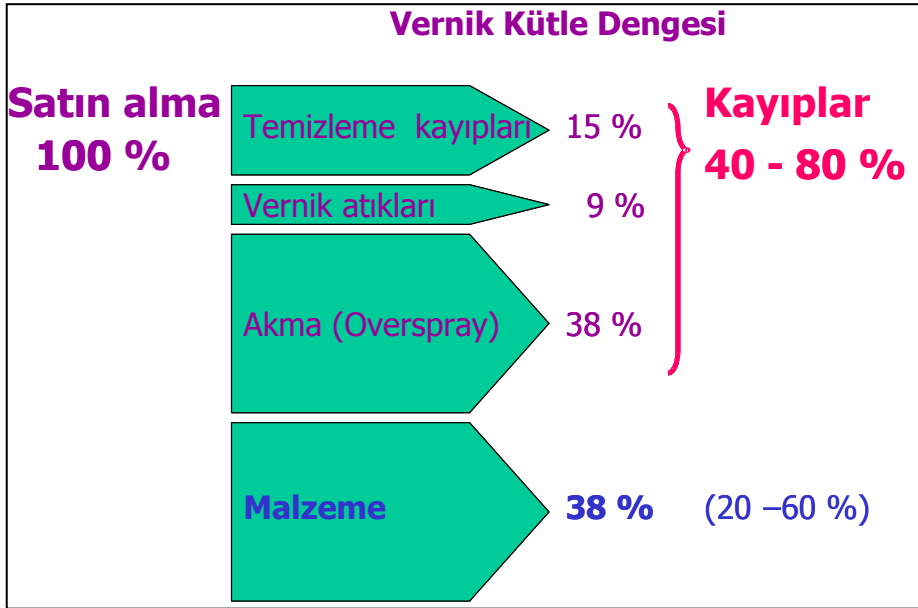 Vernik Kütle Dengesi
Satın alma
100 %
Temizleme kayıpları 15 %
Vernik atıkları 9 %
Akma (Overspray) 38 %
Kayıplar
40 - 80 %
Malzeme 38 % (20 –60 %)